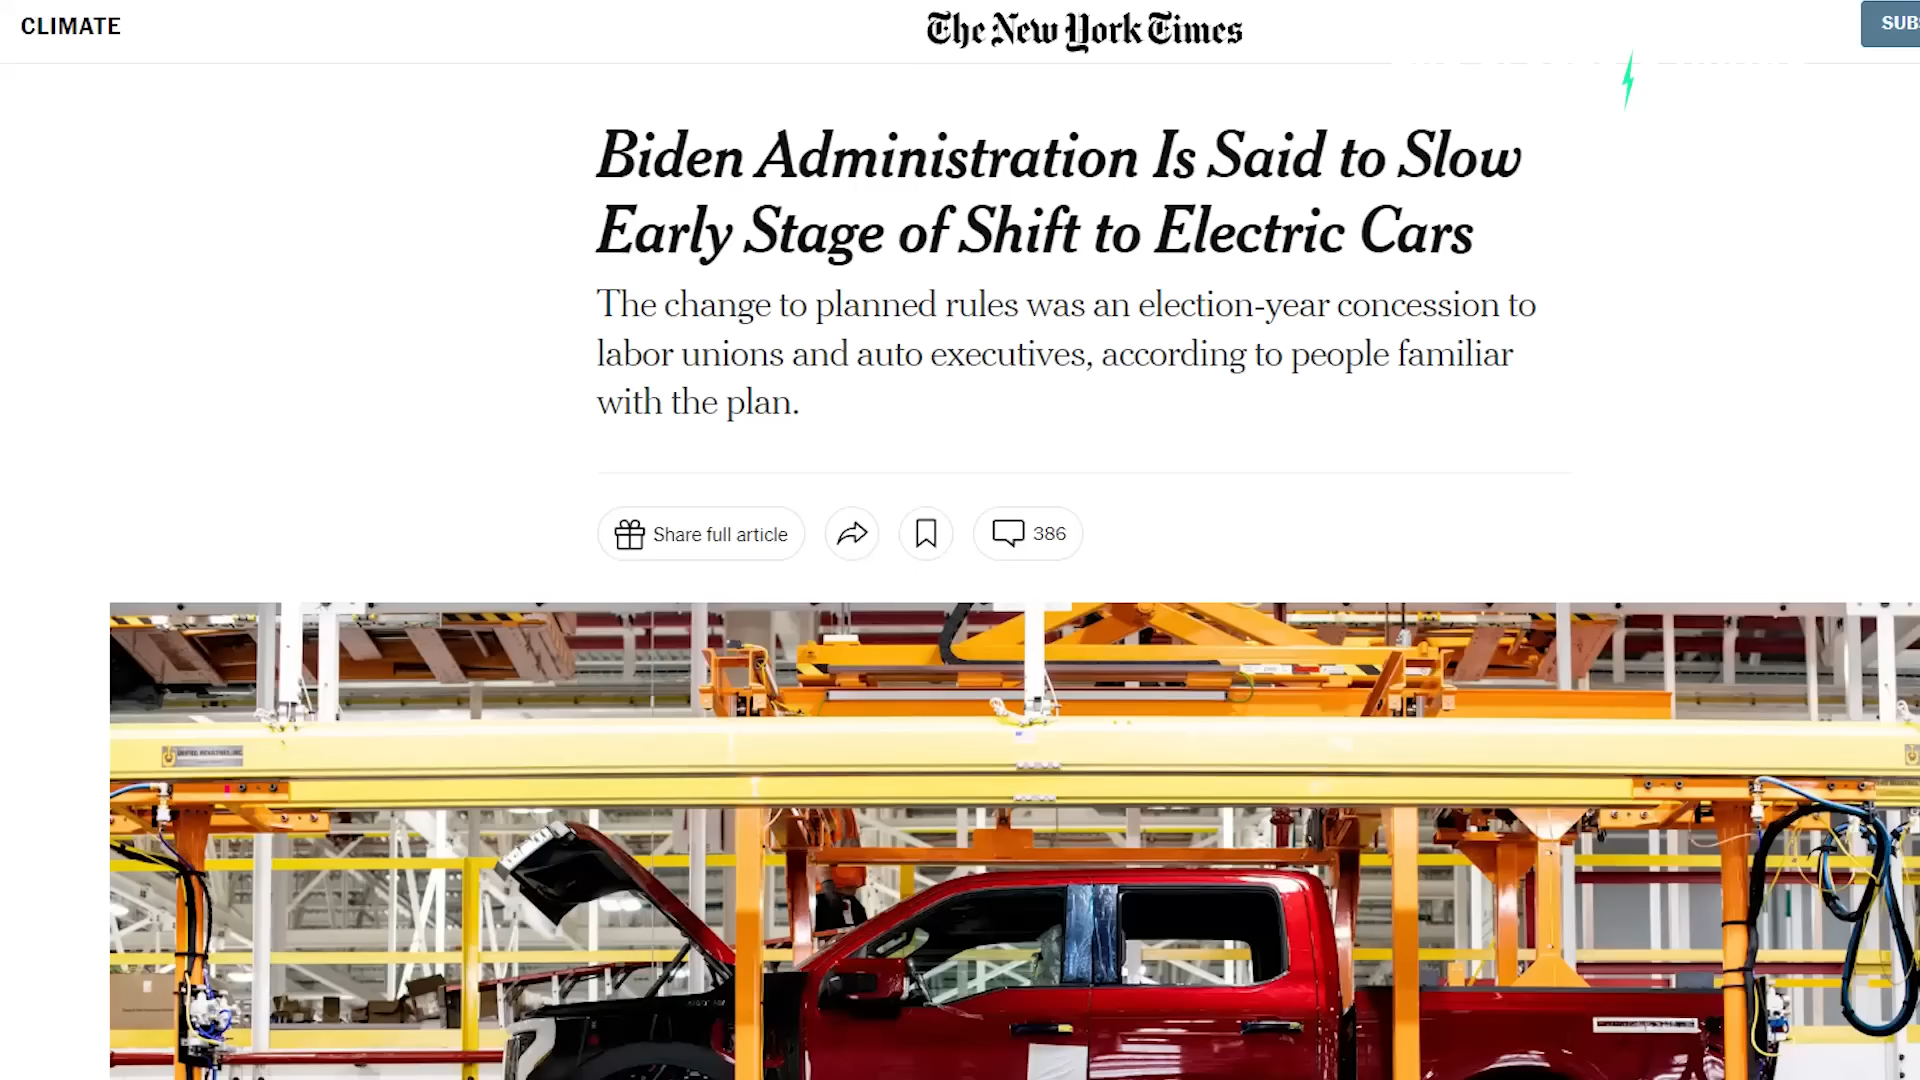 CLIMATE
The New York Times
SUB
Biden Administration Is Said to Slow
Early Stage of Shift to Electric Cars
The change to planned rules was an election-year concession to
labor unions and auto executives, according to people familiar
with the plan.
Share full article
386